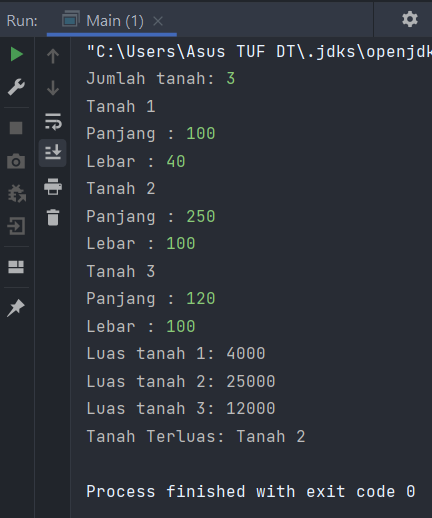 Run: Main (1)
"C:\Users\Asus TUF DT\.jdks\openjdk
Jumlah tanah: 3
Tanah 1
Panjang : 100
Lebar : 40
Tanah 2
Panjang : 250
Lebar : 100
Tanah 3
Panjang : 120
Lebar : 100
Luas tanah 1: 4000
Luas tanah 2: 25000
Luas tanah 3: 12000
Tanah Terluas: Tanah 2
Process finished with exit code 0